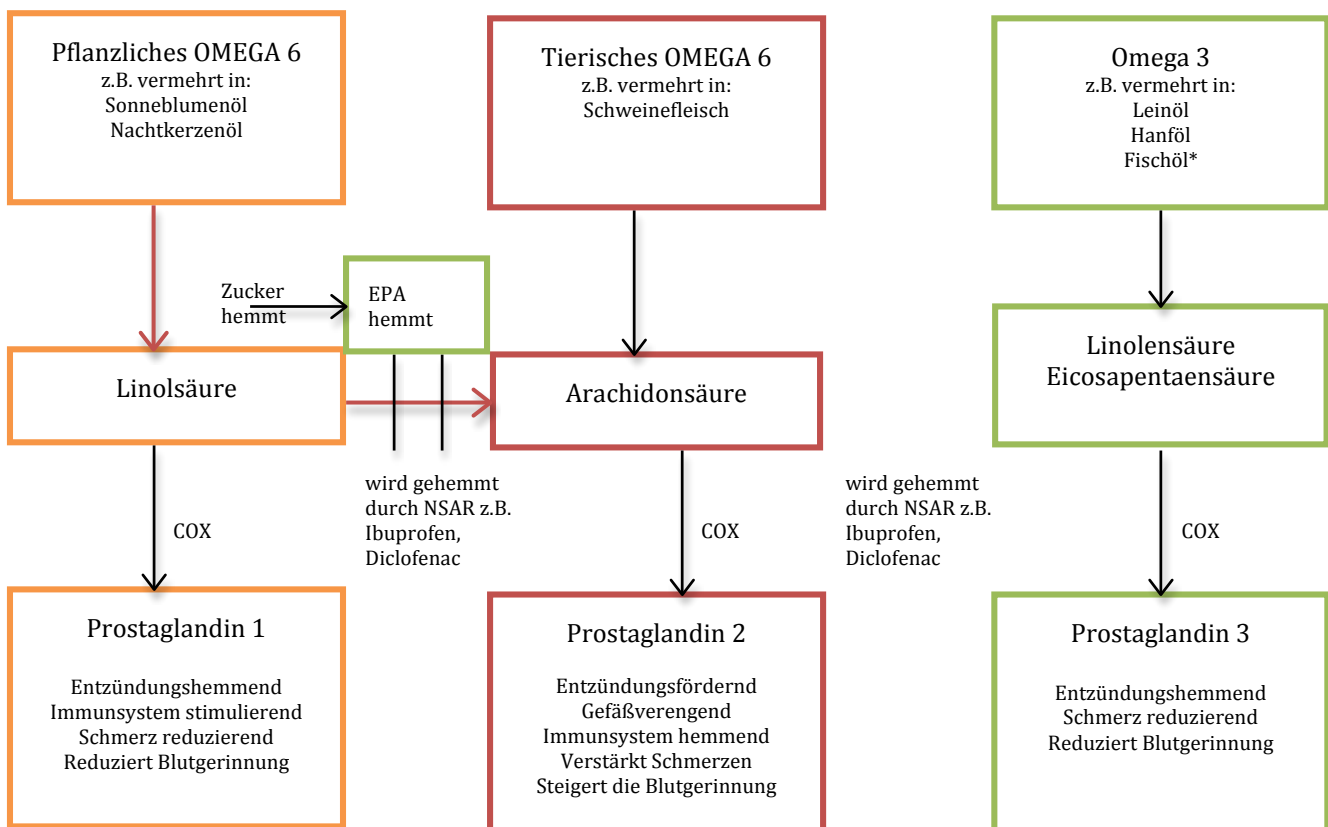 Pflanzliches OMEGA 6
z.B. vermehrt in:
Sonneblumenöl
Nachtkerzenöl
Tierisches OMEGA 6
z.B. vermehrt in:
Schweinefleisch
Omega 3
z.B. vermehrt in:
Leinöl
Hanföl
Fischöl*
Zucker
hemmt
EPA
hemmt
Linolsäure
Arachidonsäure
Linolensäure
Eicosapentaensäure
COX
wird gehemmt
durch NSAR z.B.
Ibuprofen,
Diclofenac
COX
wird gehemmt
durch NSAR z.B.
Ibuprofen,
Diclofenac
COX
Prostaglandin 1
Entzündungshemmend
Immunsystem stimulierend
Schmerz reduzierend
Reduziert Blutgerinnung
Prostaglandin 2
Entzündungsfördernd
Gefäßverengend
Immunsystem hemmend
Verstärkt Schmerzen
Steigert die Blutgerinnung
Prostaglandin 3
Entzündungshemmend
Schmerz reduzierend
Reduziert Blutgerinnung